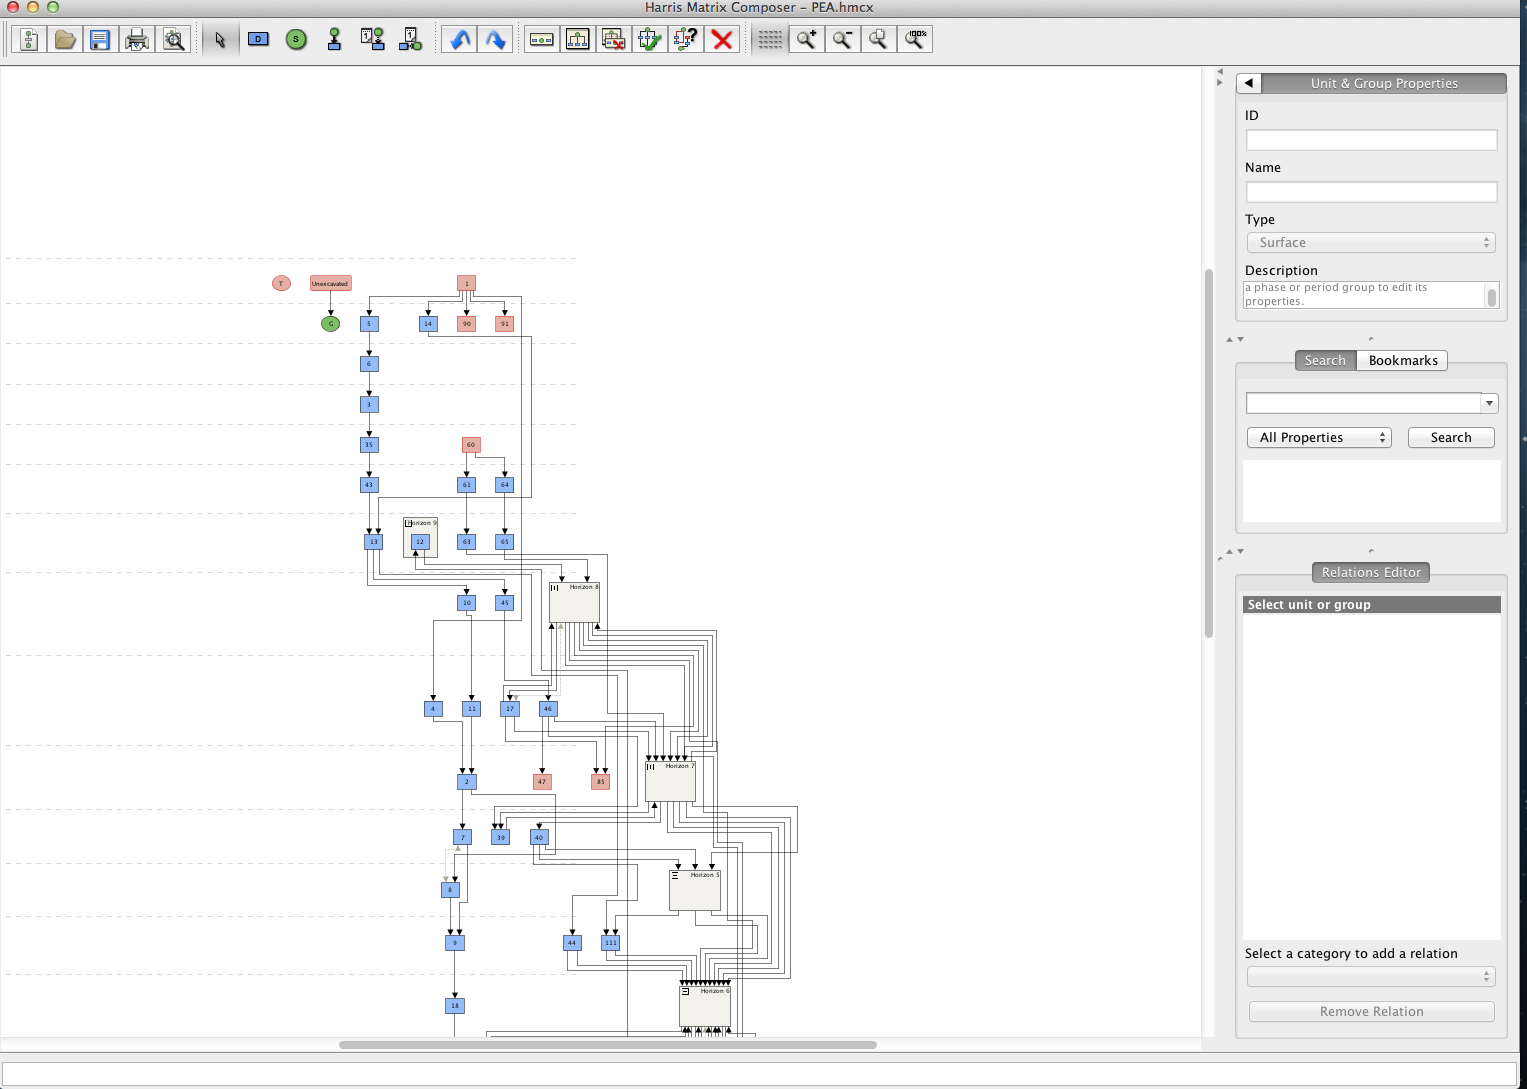 Harris Matrix Composer – PEA.hmcx
D
S
?
100%
Unit & Group Properties
ID
Name
Type
Surface
Description
a phase or period group to edit its
properties.
Search
Bookmarks
All Properties
Search
Relations Editor
Select unit or group
Select a category to add a relation
Remove Relation
T
Unexcavated
1
G
5
14
90
91
6
3
35
60
43
61
64
Horizon 9
13
12
63
65
Horizon 8
10
45
4
11
17
46
Horizon 7
2
47
85
7
39
40
Horizon 5
8
9
44
111
Horizon 6
18